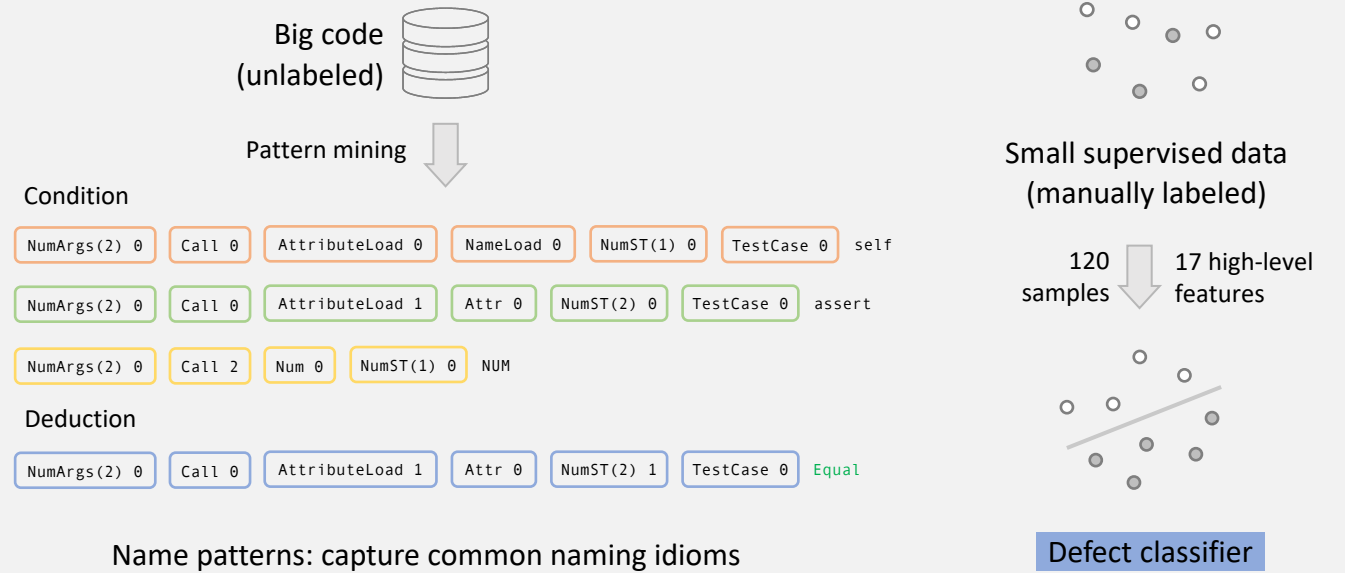 Big code
(unlabeled)
Pattern mining
Condition
NumArgs(2) 0 Call 0 AttributeLoad 0 NameLoad 0 NumST(1) 0 TestCase 0 self
NumArgs(2) 0 Call 0 AttributeLoad 1 Attr 0 NumST(2) 0 TestCase 0 assert
NumArgs(2) 0 Call 2 Num 0 NumST(1) 0 NUM
Deduction
NumArgs(2) 0 Call 0 AttributeLoad 1 Attr 0 NumST(2) 1 TestCase 0 Equal
Name patterns: capture common naming idioms
Small supervised data
(manually labeled)
120
samples
17 high-level
features
Defect classifier